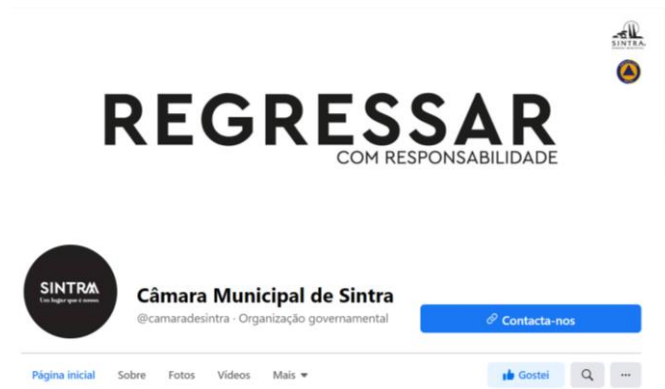 SINTRA
REGRESSAR
COM RESPONSABILIDADE
SINTRA
Um lugar que é nosso
Câmara Municipal de Sintra
@camaradesintra · Organização governamental
Contacta-nos
Página inicial Sobre Fotos Vídeos Mais
Gostei